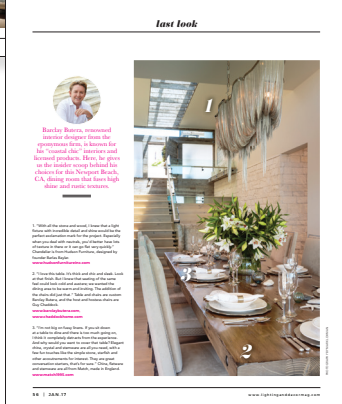 last look
Barclay Butera, renowned
interior designer from the
eponymous firm, is known for
his "coastal chic" interiors and
licensed products. Here, he gives
us the insider scoop behind his
choices for this Newport Beach,
CA, dining room that fuses high
shine and rustic textures.
1. "With all the stone and wood, I knew that a light
fixture with incredible detail and shine would be the
perfect exclamation mark for the project. Especially
when you deal with neutrals, you'd better have lots
of texture in there or it can go flat very quickly."
Chandelier is from Hudson Furniture, designed by
founder Barlas Baylar.
www.hudsonfurnitureinc.com
2. "I love this table. It's thick and chic and sleek. Look
at that finish. But I knew that seating of the same
feel could look cold and austere; we wanted the
dining area to be warm and inviting. The addition of
the chairs did just that." Table and chairs are custom
Barclay Butera, and the host and hostess chairs are
Guy Chaddock.
www.barclaybutera.com;
www.chaddockhome.com
3. "I'm not big on fussy linens. If you sit down
at a table to dine and there is too much going on,
I think it completely detracts from the experience.
And why would you want to cover that table? Elegant
china, crystal and stemware are all you need, with a
few fun touches like the simple stone, starfish and
other announcements for interest. They are great
conversation starters, that's for sure." China, flatware
and stemware are all from Match, made in England.
www.match1995.com
1
3
2
56 | JAN.17
www.lightinganddecormag.com